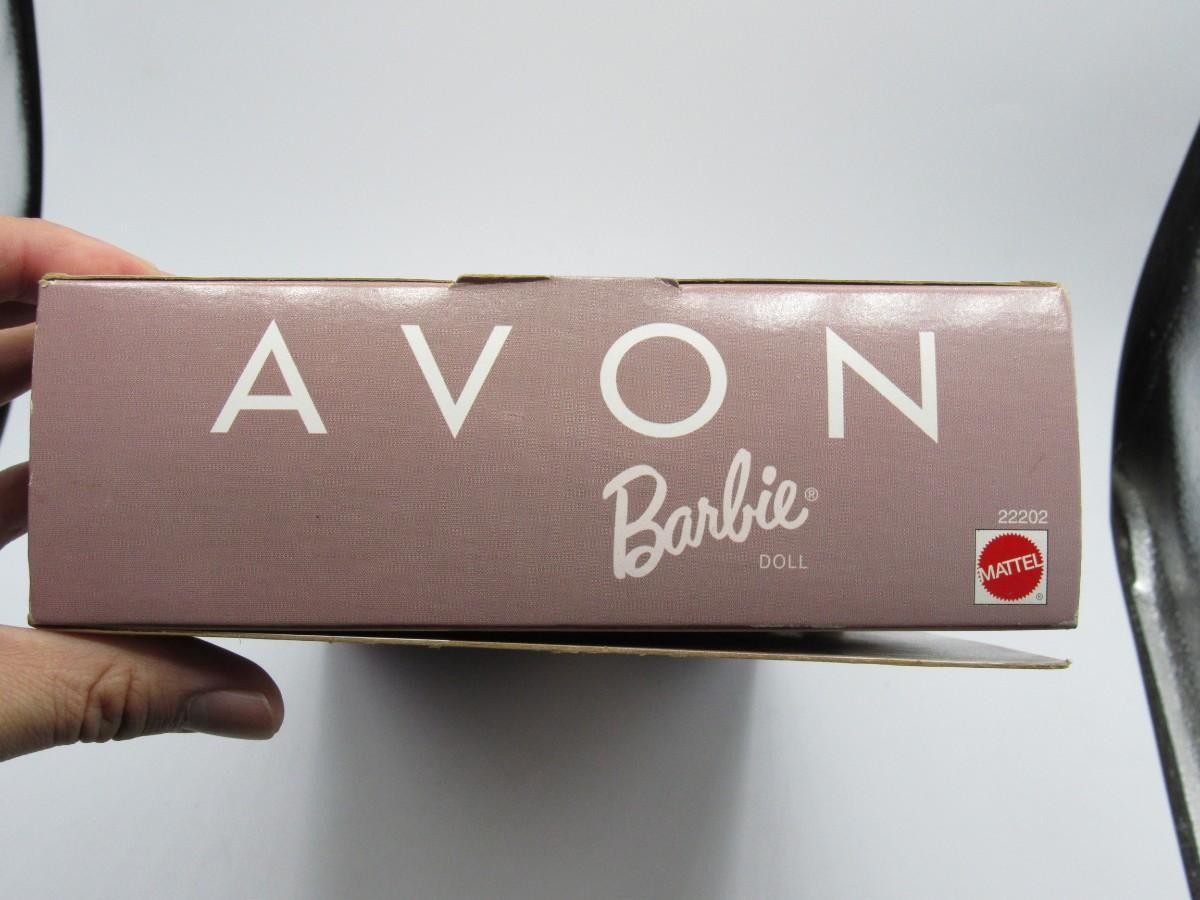 AVON
Barbie®
DOLL
22202
MATTEL
®